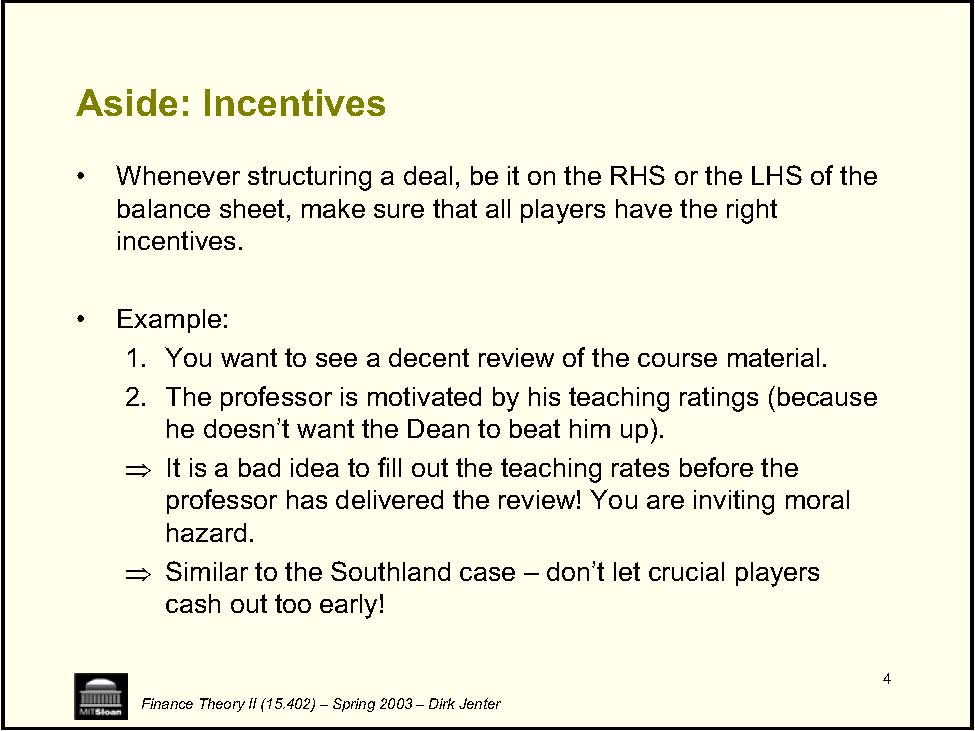 Aside: Incentives
• Whenever structuring a deal, be it on the RHS or the LHS of the
balance sheet, make sure that all players have the right
incentives.
• Example:
1. You want to see a decent review of the course material.
2. The professor is motivated by his teaching ratings (because
he doesn’t want the Dean to beat him up).
⇒ It is a bad idea to fill out the teaching rates before the
professor has delivered the review! You are inviting moral
hazard.
⇒ Similar to the Southland case – don’t let crucial players
cash out too early!
4
MITSloan
Finance Theory II (15.402) – Spring 2003 – Dirk Jenter